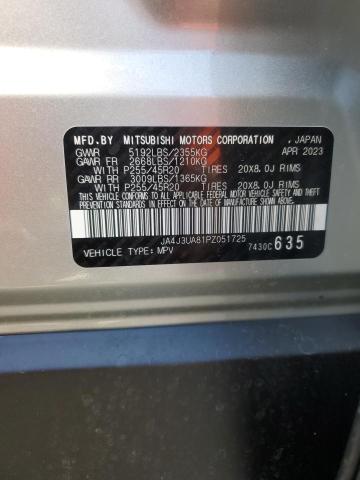 MFD.BY MITSUBISHI MOTORS CORPORATION , JAPAN
GVWR 5192LBS/2355KG APR 2023
GAWR FR 2668LBS/1210KG
WITH P255/45R20 TIRES 20X8.0J RIMS
GAWR RR 3009LBS/1365KG
WITH P255/45R20 TIRES 20X8.0J RIMS
THIS VEHICLE CONFORMS TO ALL APPLICABLE FEDERAL MOTOR VEHICLE SAFETY, BUMPER, AND THEFT PREVENTION STANDARDS IN EFFECT ON THE DATE OF MANUFACTURE SHOWN ABOVE.
JA4J3UA81PZ051725
VEHICLE TYPE: MPV 7430C 635